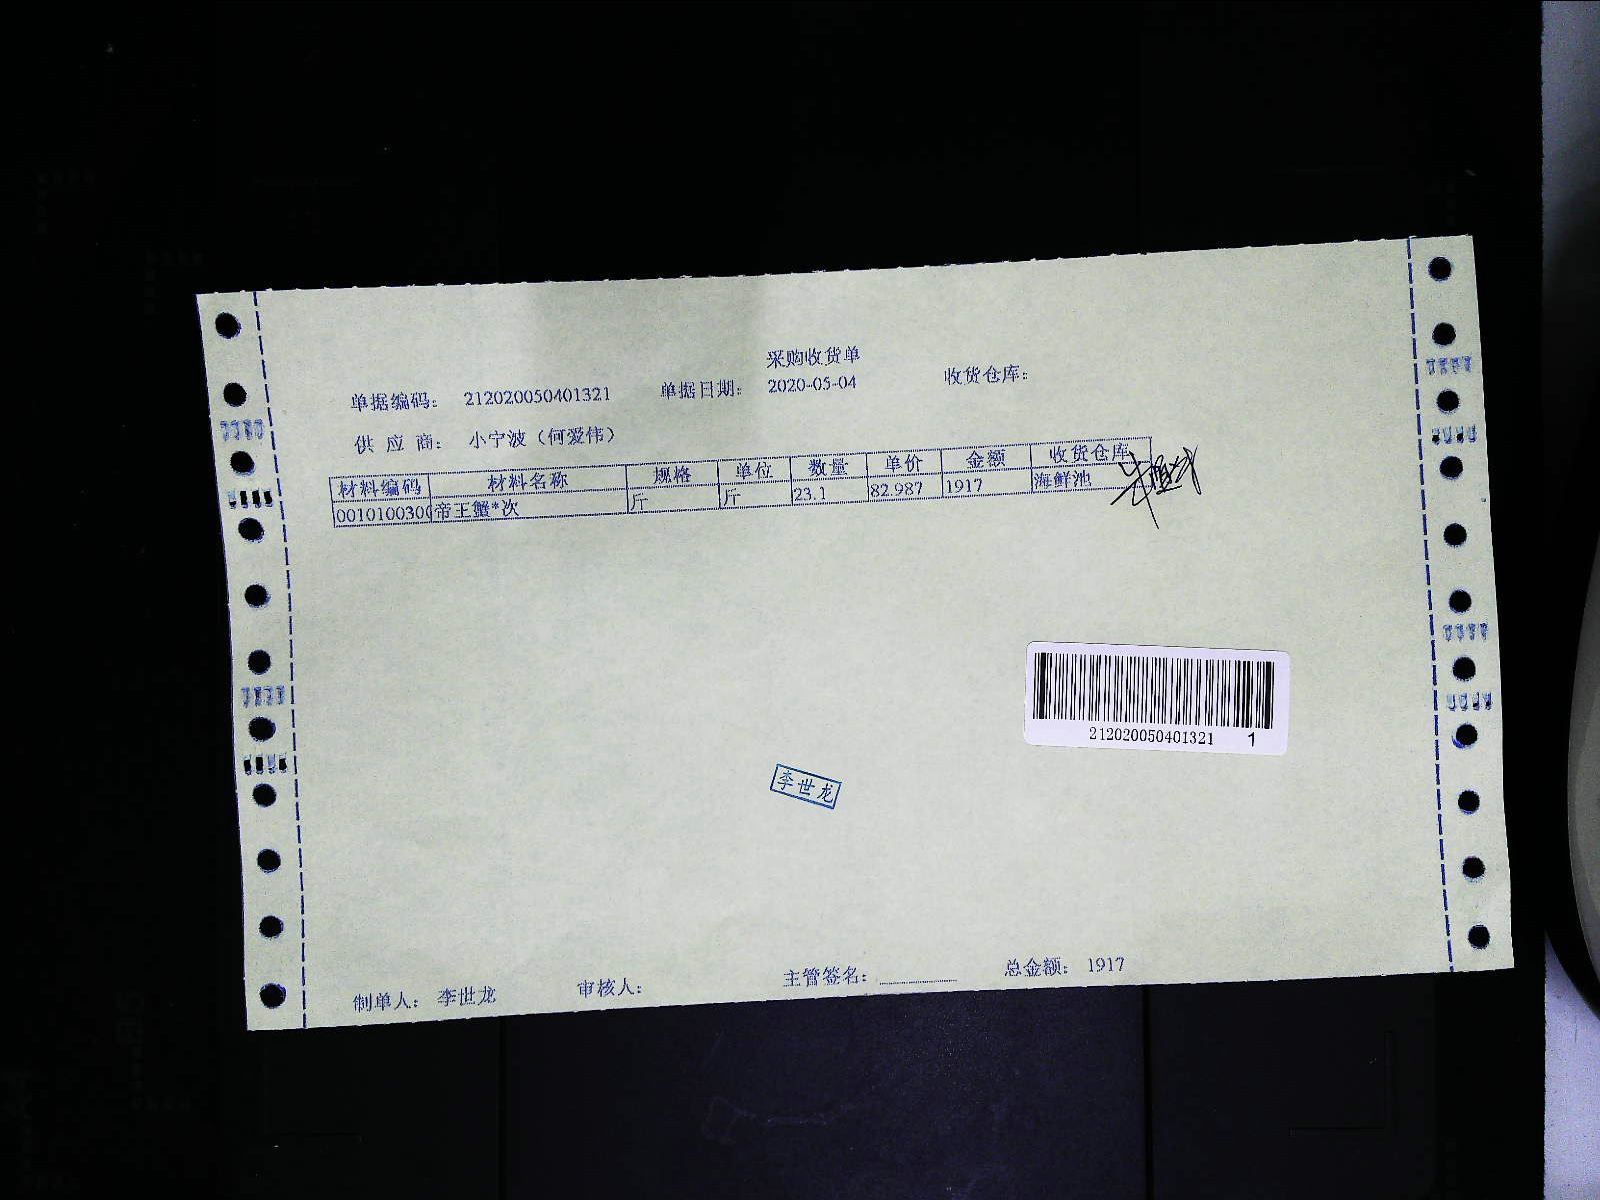 采购收货单
单据编码: 212020050401321 单据日期: 2020-05-04 收货仓库:
供 应 商: 小宁波（何爱伟）
材料编码 材料名称 规格 单位 数量 单价 金额 收货仓库
0010100300 帝王蟹*次 斤 斤 23.1 82.987 1917 海鲜池
212020050401321 1
李世龙
制单人: 李世龙 审核人: 主管签名: 总金额: 1917